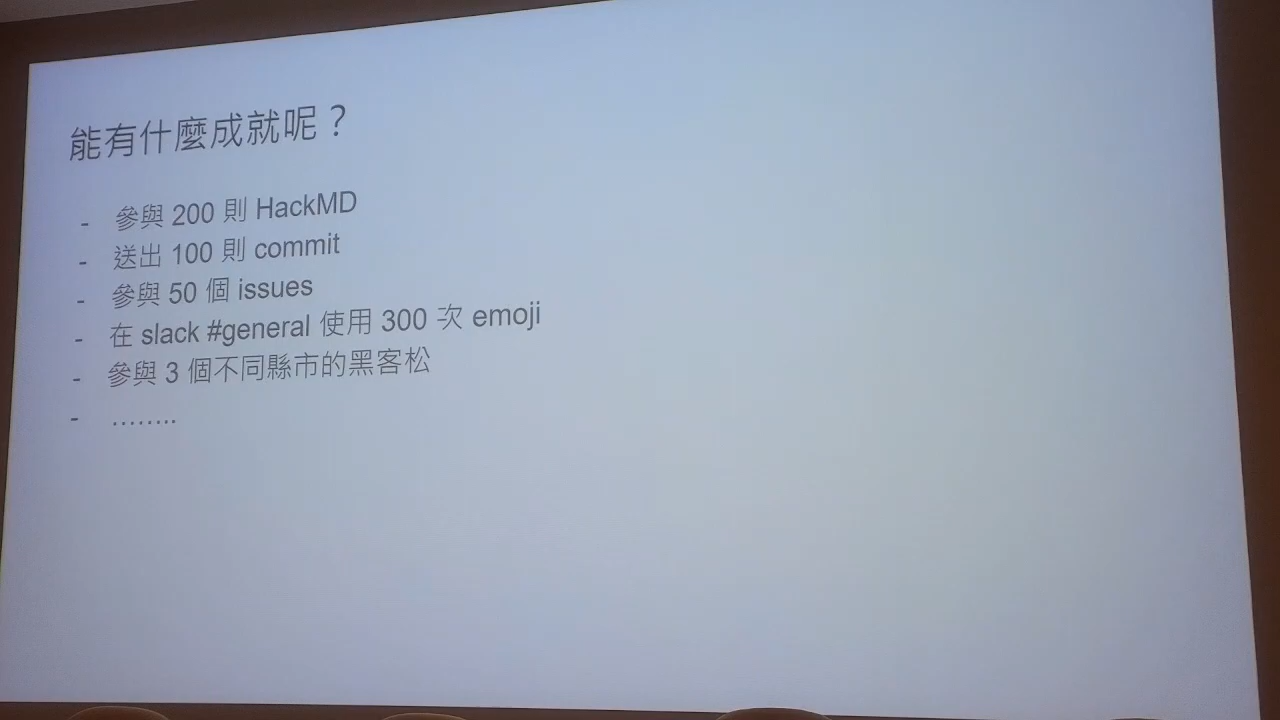 能有什麼成就呢？
- 參與 200 則 HackMD
- 送出 100 則 commit
- 參與 50 個 issues
- 在 slack #general 使用 300 次 emoji
- 參與 3 個不同縣市的黑客松
- ........